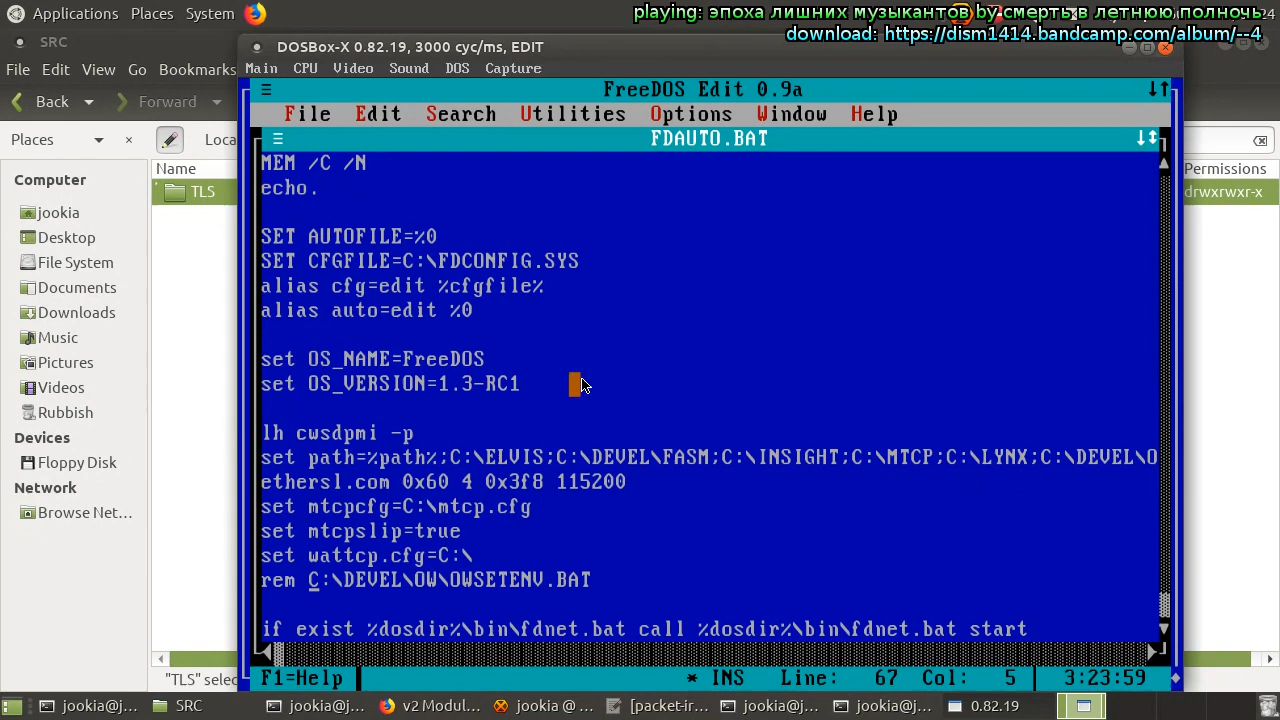 Applications Places System
playing: эпоха лишних музыкантов by смерть в летнюю полночь
download: https://dism1414.bandcamp.com/album/--4
SRC
DOSBox-X 0.82.19, 3000 cyc/ms, EDIT
File Edit View Go Bookmarks
Main CPU Video Sound DOS Capture
Back Forward
FreeDOS Edit 0.9a
File Edit Search Utilities Options Window Help
Places Loca
FDAUTO.BAT
Name
Permissions
TLS
drwxrwxr-x
Computer
jookia
Desktop
File System
Documents
Downloads
Music
Pictures
Videos
Rubbish
Devices
Floppy Disk
Network
Browse Net...
MEM /C /N
echo.
SET AUTOFILE=%0
SET CFGFILE=C:\FDCONFIG.SYS
alias cfg=edit %cfgfile%
alias auto=edit %0
set OS_NAME=FreeDOS
set OS_VERSION=1.3-RC1
lh cwsdpmi -p
set path=%path%;C:\ELVIS;C:\DEVEL\FASM;C:\INSIGHT;C:\MTCP;C:\LYNX;C:\DEVEL\O
ethersl.com 0x60 4 0x3f8 115200
set mtcpcfg=C:\mtcp.cfg
set mtcpslip=true
set wattcp.cfg=C:\
rem C:\DEVEL\OW\OWSETENV.BAT
if exist %dosdir%\bin\fdnet.bat call %dosdir%\bin\fdnet.bat start
"TLS" selec
F1=Help * INS Line: 67 Col: 5 3:23:59
jookia@j... SRC jookia@j... v2 Modul... jookia @ ... [packet-ir... jookia@j... jookia@j... 0.82.19